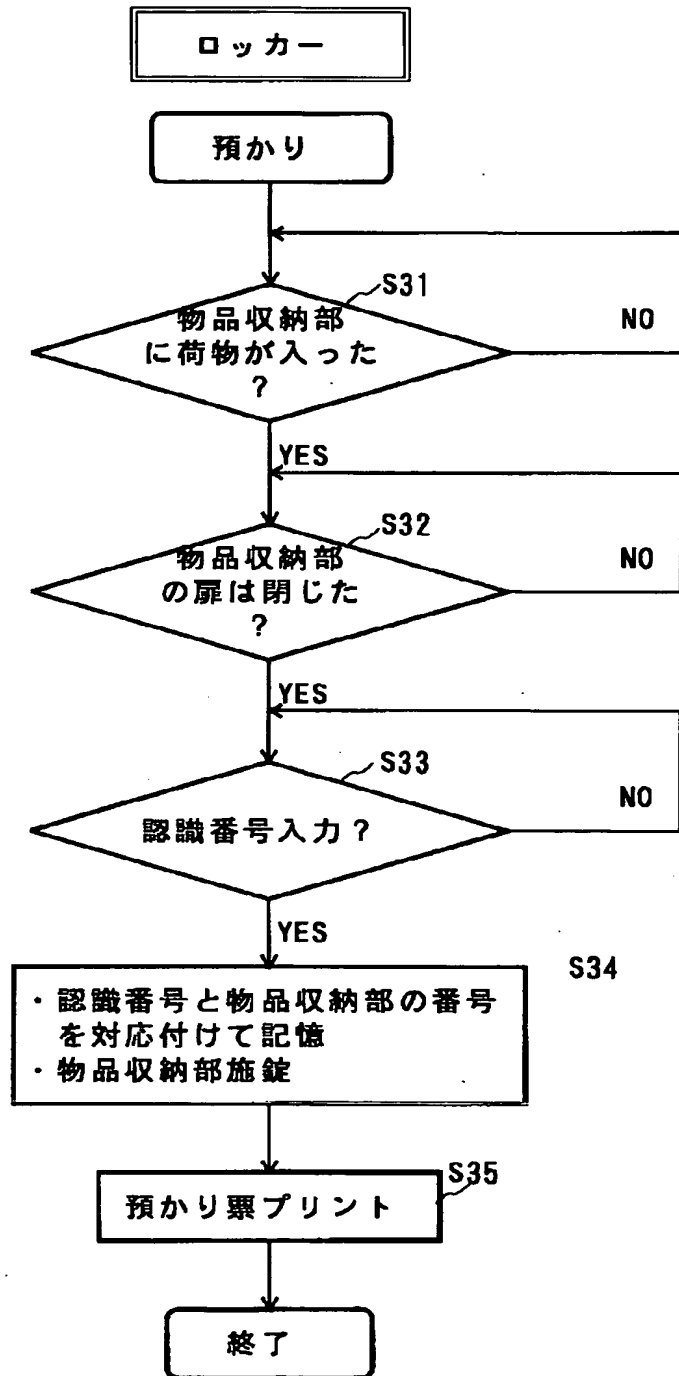 ロッカー
預かり
S31
物品収納部
に荷物が入った
?
NO
YES
S32
物品収納部
の扉は閉じた
?
NO
YES
S33
認識番号入力?
NO
YES
S34
・認識番号と物品収納部の番号
を対応付けて記憶
・物品収納部施錠
S35
預かり票プリント
終了